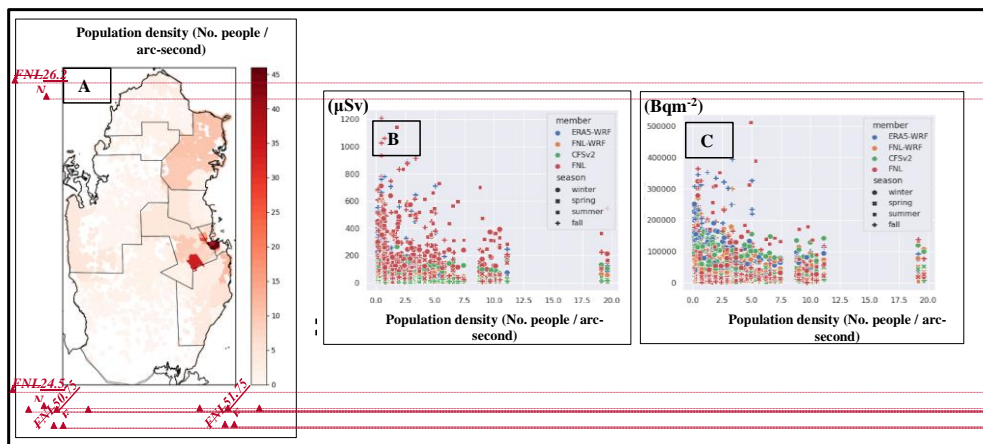 Population density (No. people /
arc-second)
FNL26.2
N
A
45
40
35
30
25
20
15
10
5
0
FNL24.5
N
FNL50.75
E
FNL51.75
E
(µSv)
B
1200
1000
800
600
400
200
0
member
ERA5-WRF
FNL-WRF
CFSv2
FNL
season
winter
spring
summer
fall
0.0 2.5 5.0 7.5 10.0 12.5 15.0 17.5 20.0
Population density (No. people / arc-
second)
(Bqm-2)
C
500000
400000
300000
200000
100000
0
member
ERA5-WRF
FNL-WRF
CFSv2
FNL
season
winter
spring
summer
fall
0.0 2.5 5.0 7.5 10.0 12.5 15.0 17.5 20.0
Population density (No. people / arc-
second)